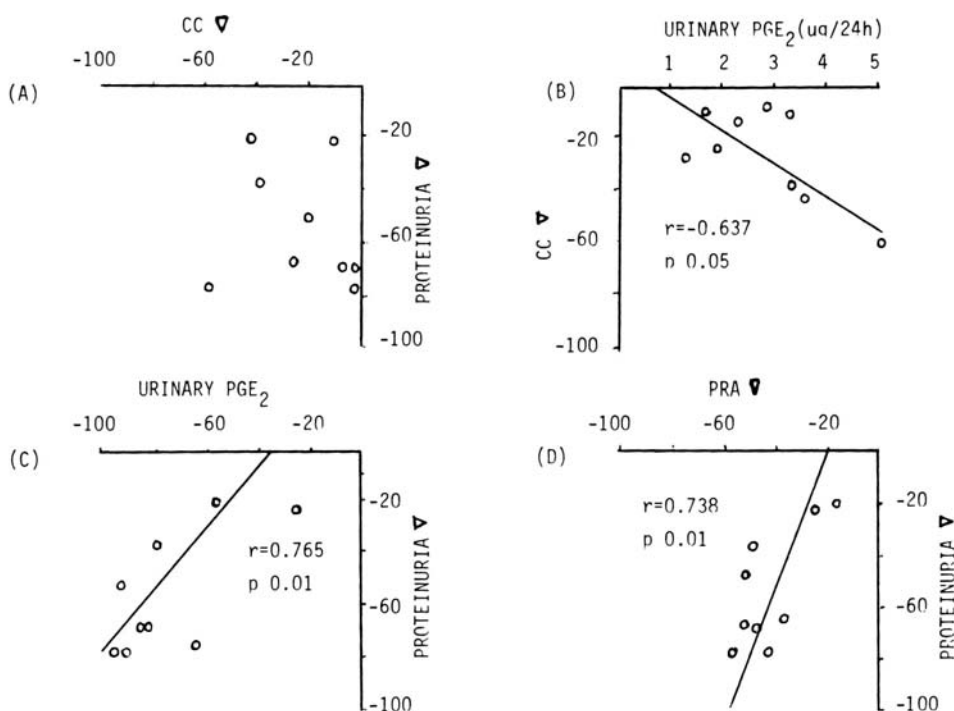 (A)
CC ∇
-100 -60 -20
-20
-60
-100
PROTEINURIA ∇
(B)
URINARY PGE₂(ua/24h)
1 2 3 4 5
-20
-60
-100
CC ∇
r=-0.637
p 0.05
(C)
URINARY PGE₂
-100 -60 -20
-20
-60
-100
PROTEINURIA ∇
r=0.765
p 0.01
(D)
PRA ∇
-100 -60 -20
-20
-60
-100
PROTEINURIA ∇
r=0.738
p 0.01